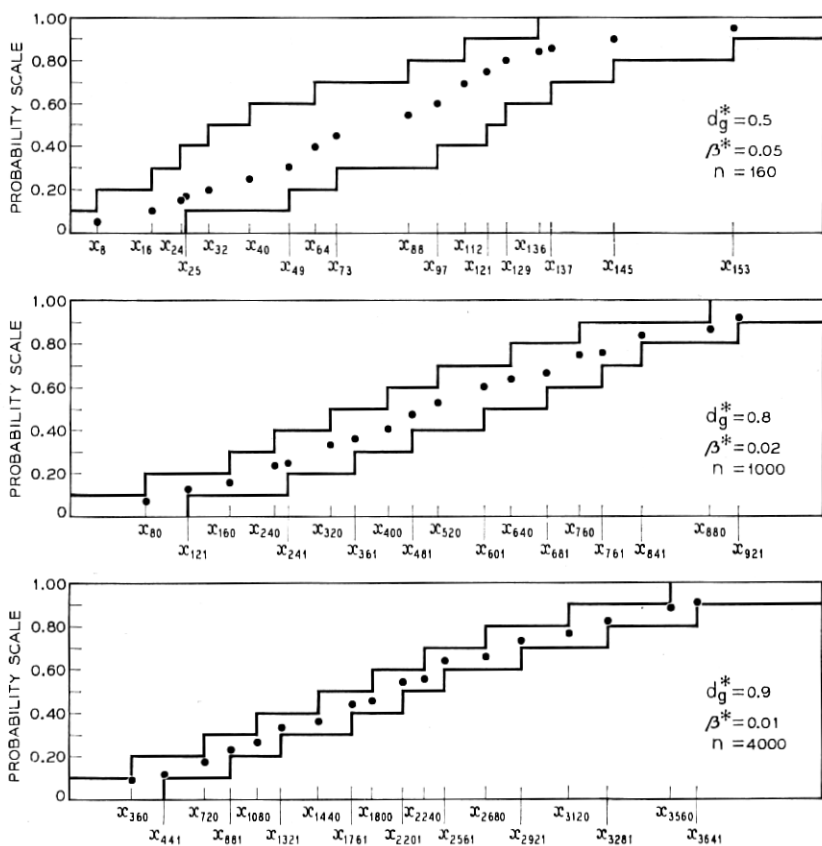 PROBABILITY SCALE
1.00
0.80
0.60
0.40
0.20
0
d*g = 0.5
β* = 0.05
n = 160
x8 x16 x24 x32 x40 x64 x88 x112 x136
x25 x49 x73 x97 x121 x129 x137 x145 x153
PROBABILITY SCALE
1.00
0.80
0.60
0.40
0.20
0
d*g = 0.8
β* = 0.02
n = 1000
x80 x160 x240 x320 x400 x520 x640 x760 x880
x121 x241 x361 x481 x601 x681 x761 x841 x921
PROBABILITY SCALE
1.00
0.80
0.60
0.40
0.20
0
d*g = 0.9
β* = 0.01
n = 4000
x360 x720 x1080 x1440 x1800 x2240 x2680 x3120 x3560
x441 x881 x1321 x1761 x2201 x2561 x2921 x3281 x3641